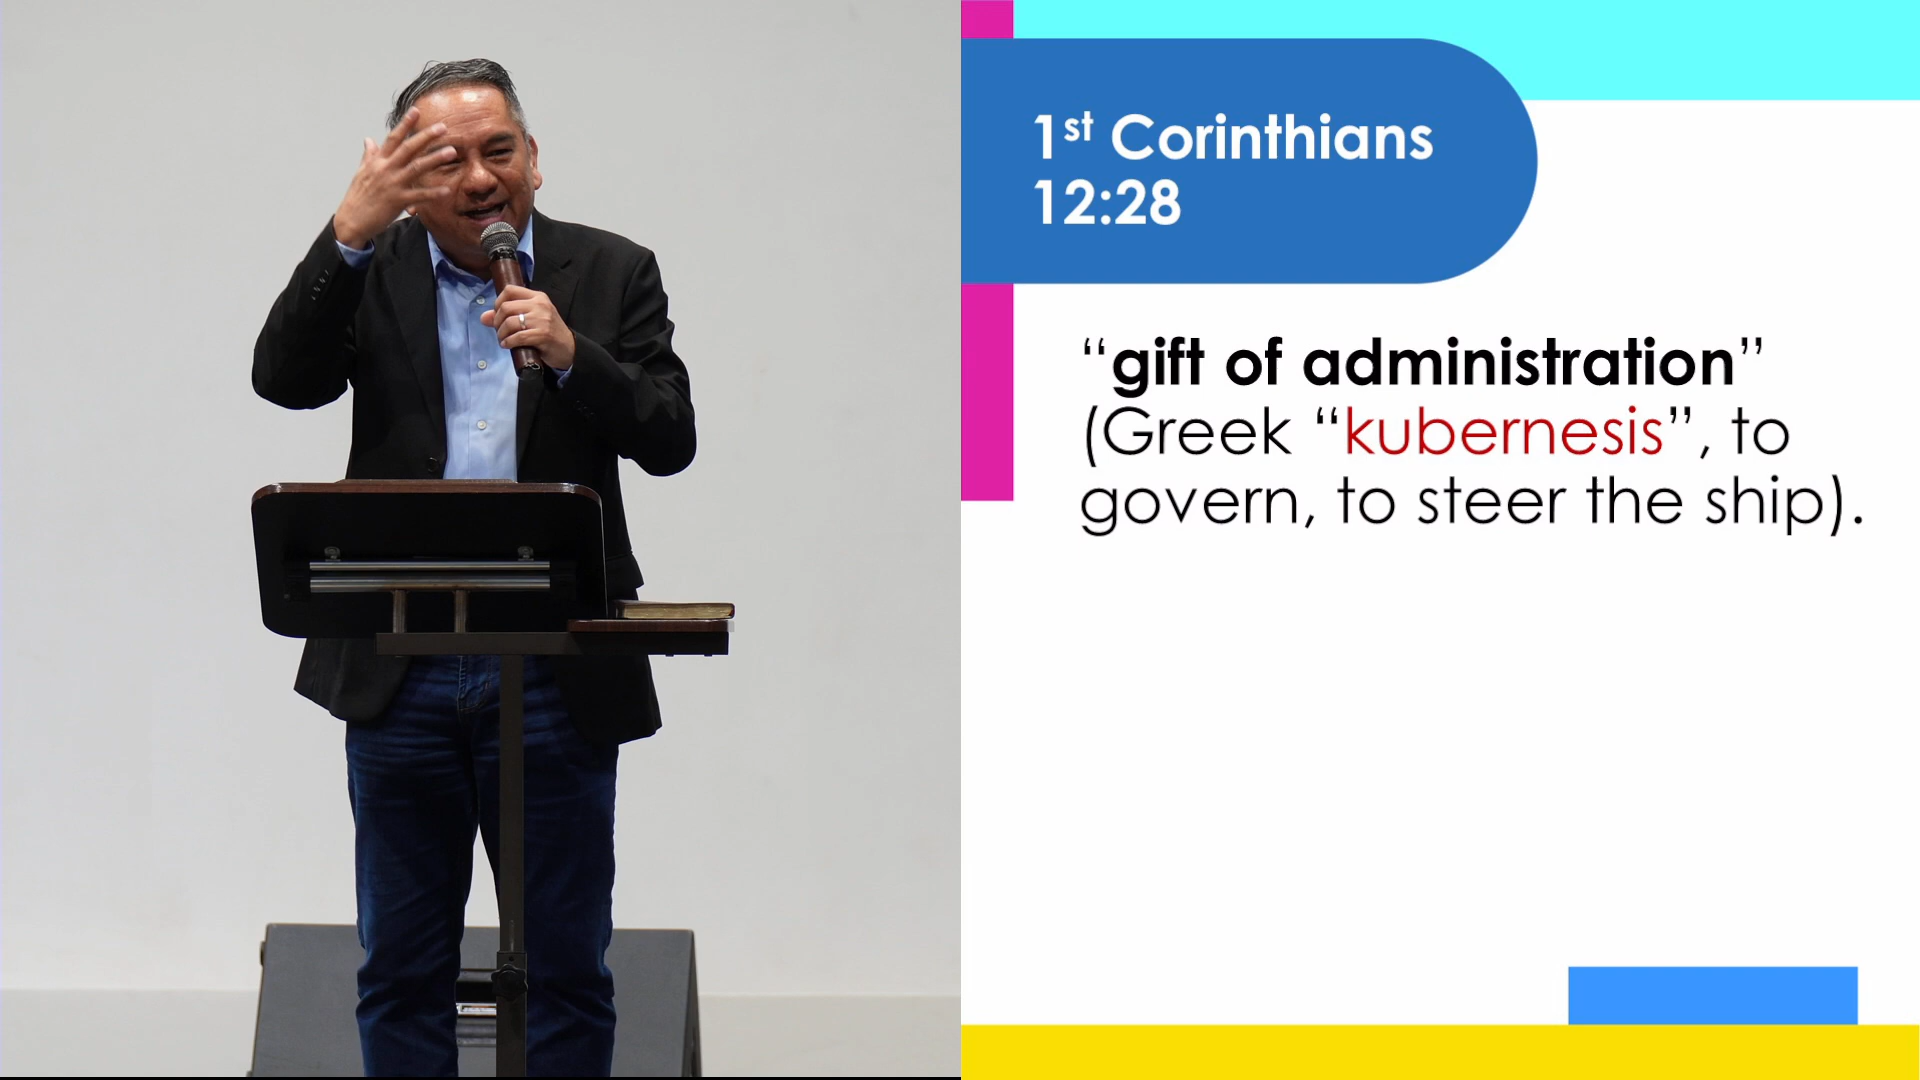 1st Corinthians
12:28
“gift of administration”
(Greek “kubernesis”, to
govern, to steer the ship).